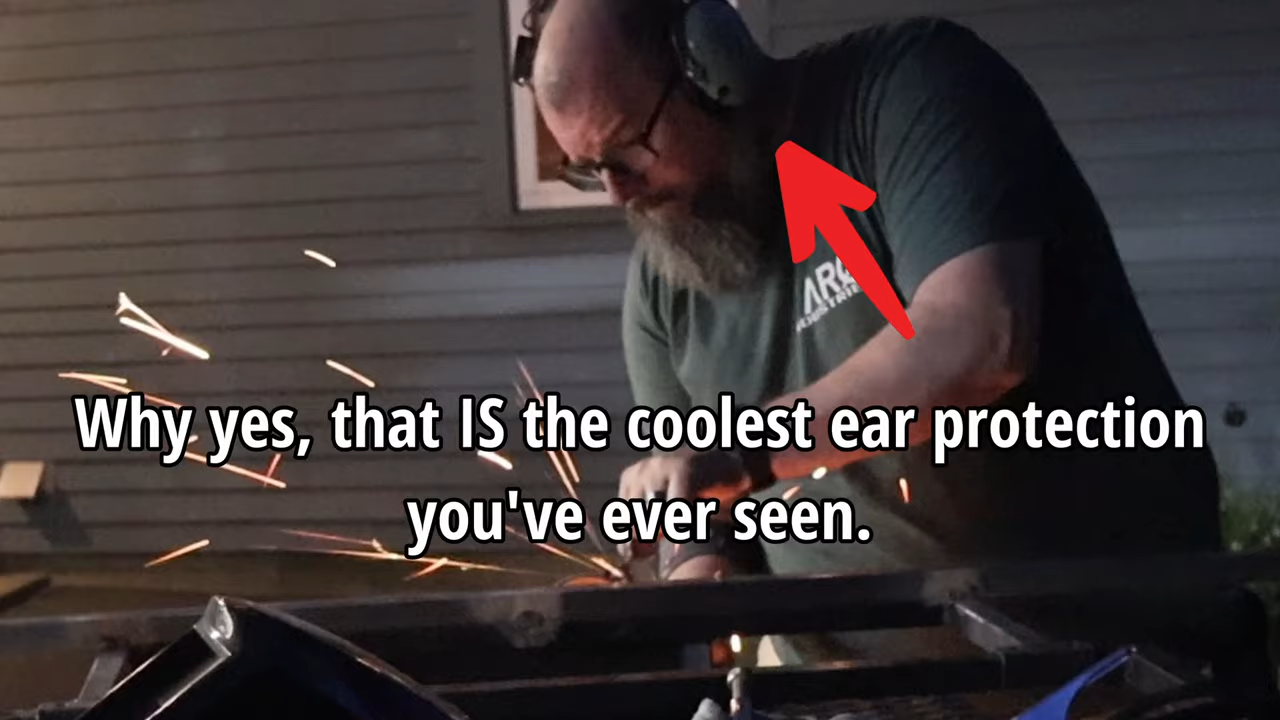 Why yes, that IS the coolest ear protection
you've ever seen.